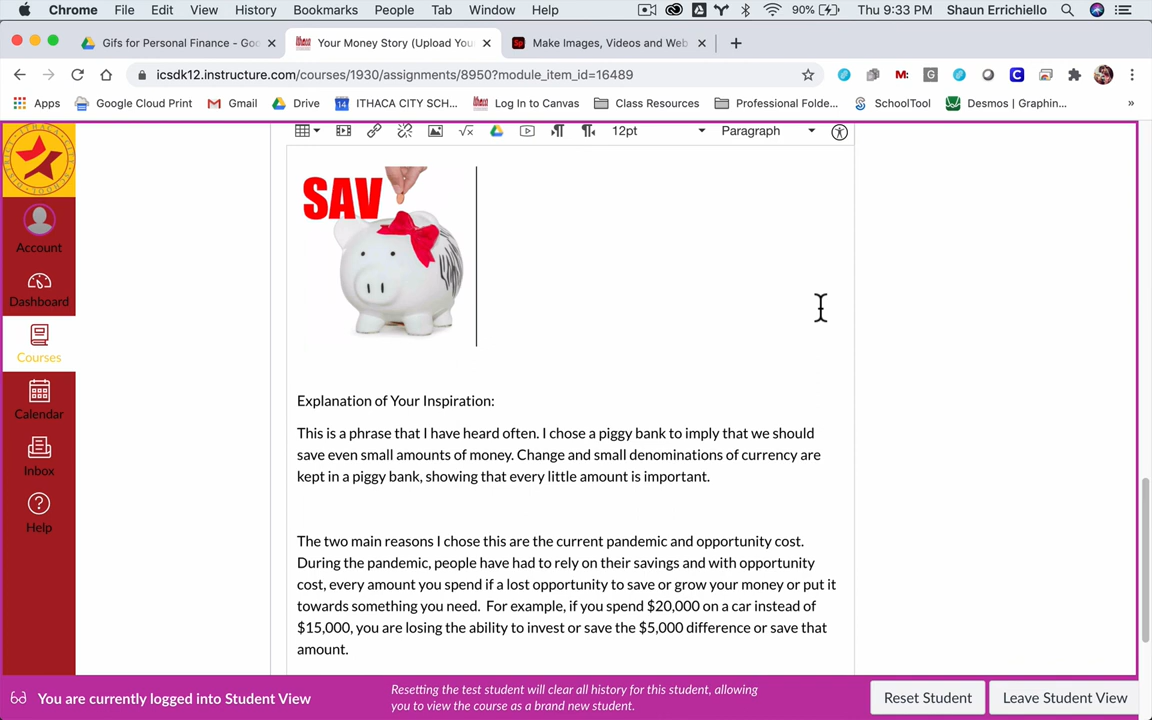 Chrome File Edit View History Bookmarks People Tab Window Help 90% Thu 9:33 PM Shaun Errichiello
Gifs for Personal Finance - Goo Your Money Story (Upload You Sp Make Images, Videos and Web
icsdk12.instructure.com/courses/1930/assignments/8950?module_item_id=16489 M: G C
Apps Google Cloud Print Gmail Drive 14 ITHACA CITY SCH... Log In to Canvas Class Resources Professional Folde... SchoolTool Desmos | Graphin... »
12pt Paragraph
SAV
Account
Dashboard
Courses
Calendar
Inbox
Help
Explanation of Your Inspiration:
This is a phrase that I have heard often. I chose a piggy bank to imply that we should
save even small amounts of money. Change and small denominations of currency are
kept in a piggy bank, showing that every little amount is important.
The two main reasons I chose this are the current pandemic and opportunity cost.
During the pandemic, people have had to rely on their savings and with opportunity
cost, every amount you spend if a lost opportunity to save or grow your money or put it
towards something you need. For example, if you spend $20,000 on a car instead of
$15,000, you are losing the ability to invest or save the $5,000 difference or save that
amount.
You are currently logged into Student View
Resetting the test student will clear all history for this student, allowing
you to view the course as a brand new student.
Reset Student Leave Student View